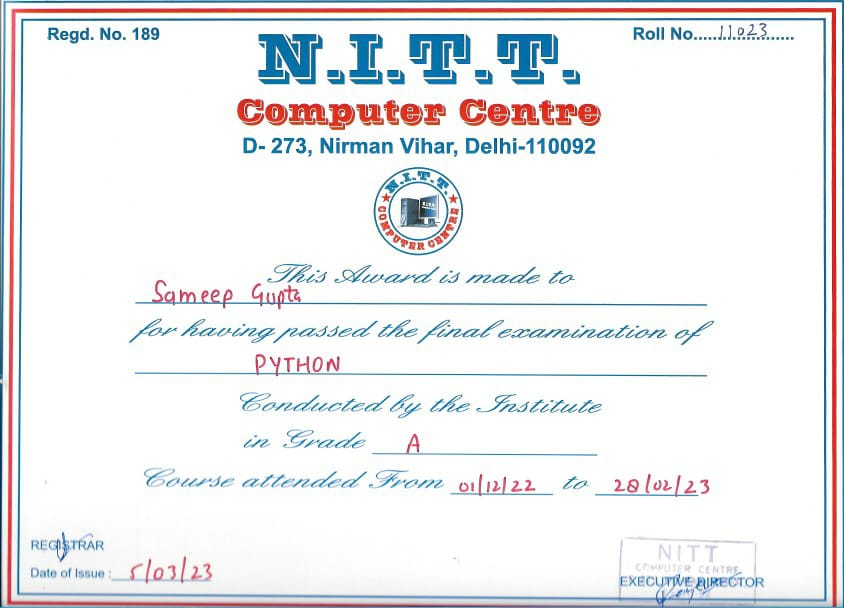 Regd. No. 189
Roll No....11023....
N.I.T.T.
Computer Centre
D- 273, Nirman Vihar, Delhi-110092
N.I.T.T.
COMPUTER CENTRE
This Award is made to
Sameep Gupta
for having passed the final examination of
PYTHON
Conducted by the Institute
in Grade A
Course attended From 01/12/22 to 28/02/23
REGISTRAR
Date of Issue : 5/03/23
NITT
COMPUTER CENTRE
EXECUTIVE DIRECTOR